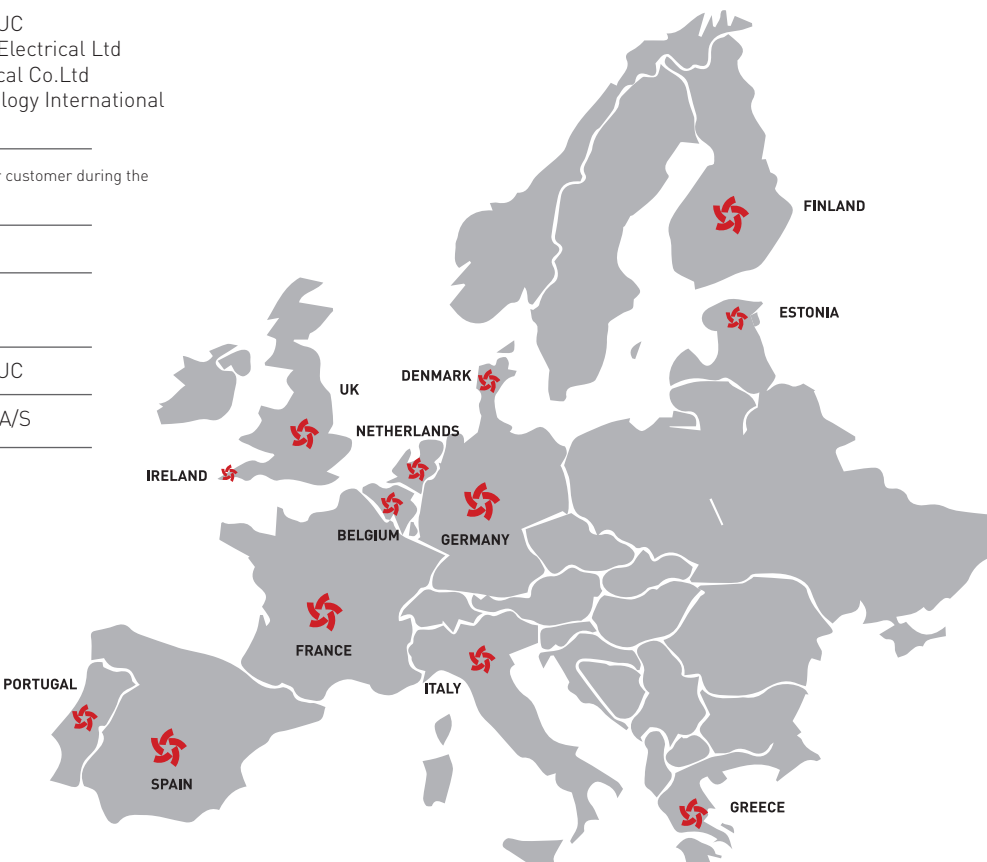 UC
Electrical Ltd
cal Co.Ltd
logy International
r customer during the
UC
A/S
FINLAND
ESTONIA
DENMARK
UK
NETHERLANDS
IRELAND
BELGIUM
GERMANY
FRANCE
PORTUGAL
ITALY
SPAIN
GREECE